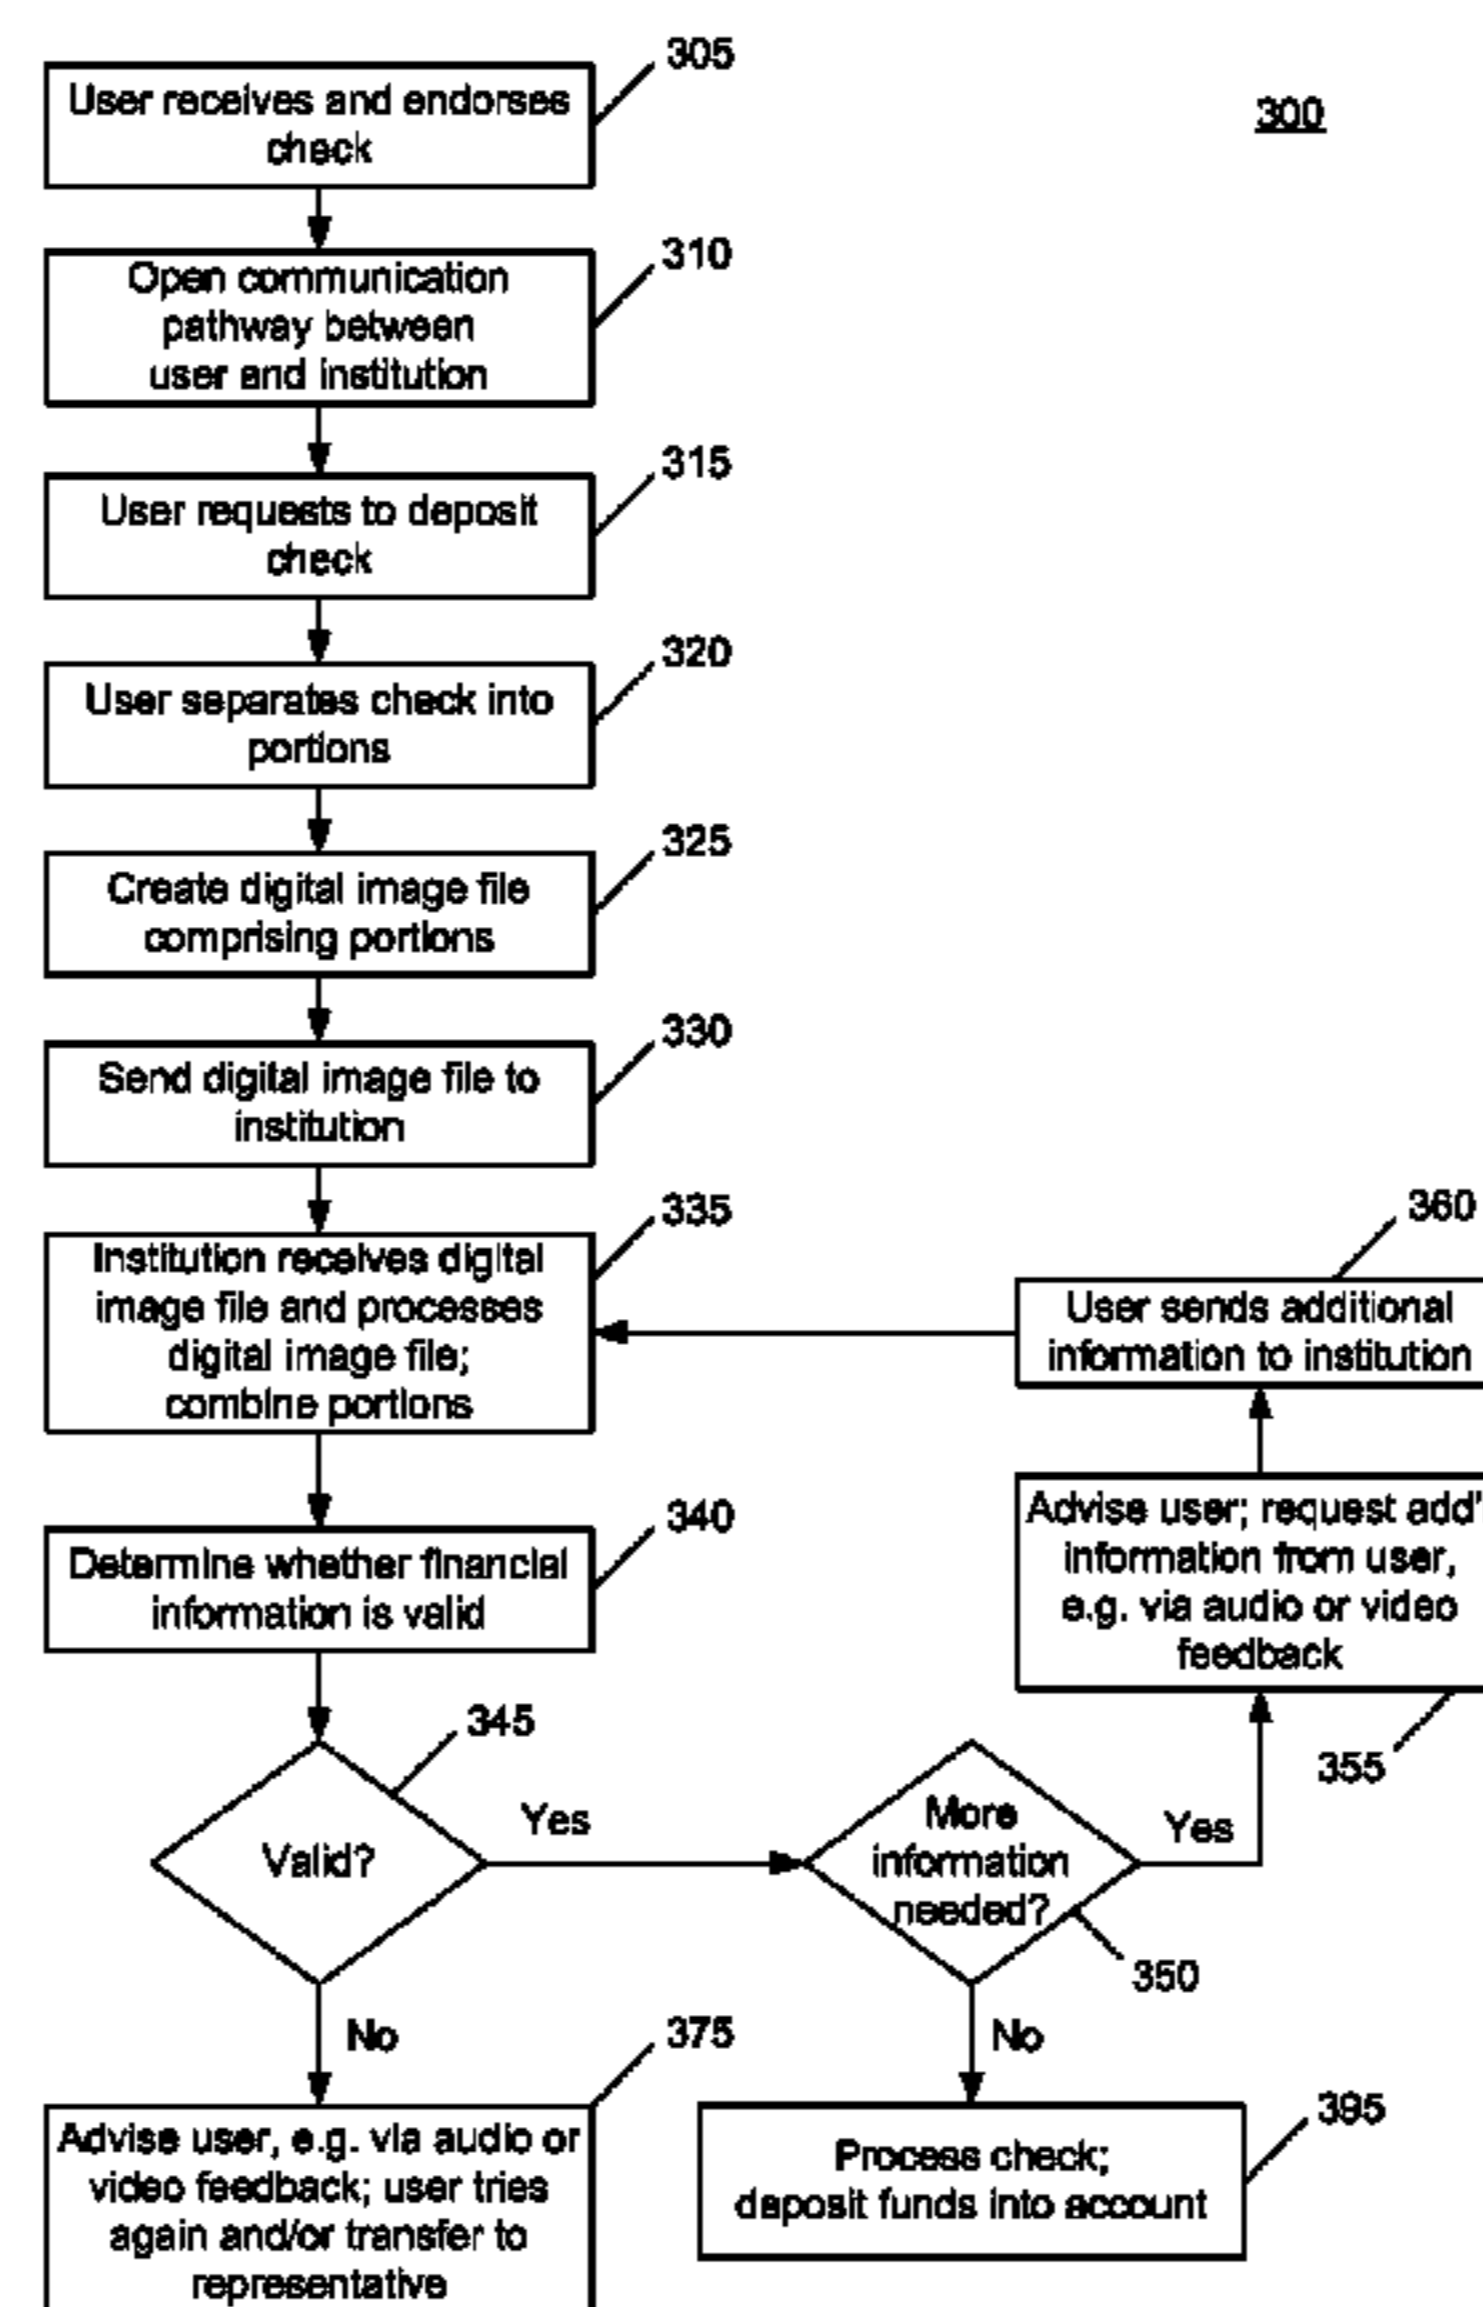 305
User receives and endorses
check
300
310
Open communication
pathway between
user and institution
315
User requests to deposit
check
320
User separates check into
portions
325
Create digital image file
comprising portions
330
Send digital image file to
institution
335
Institution receives digital
image file and processes
digital image file;
combine portions
360
User sends additional
information to institution
340
Determine whether financial
information is valid
Advise user; request add'
information from user,
e.g. via audio or video
feedback
355
345
Valid?
Yes
More
information
needed?
Yes
350
No
No
375
Advise user, e.g. via audio or
video feedback; user tries
again and/or transfer to
representative
395
Process check;
deposit funds into account